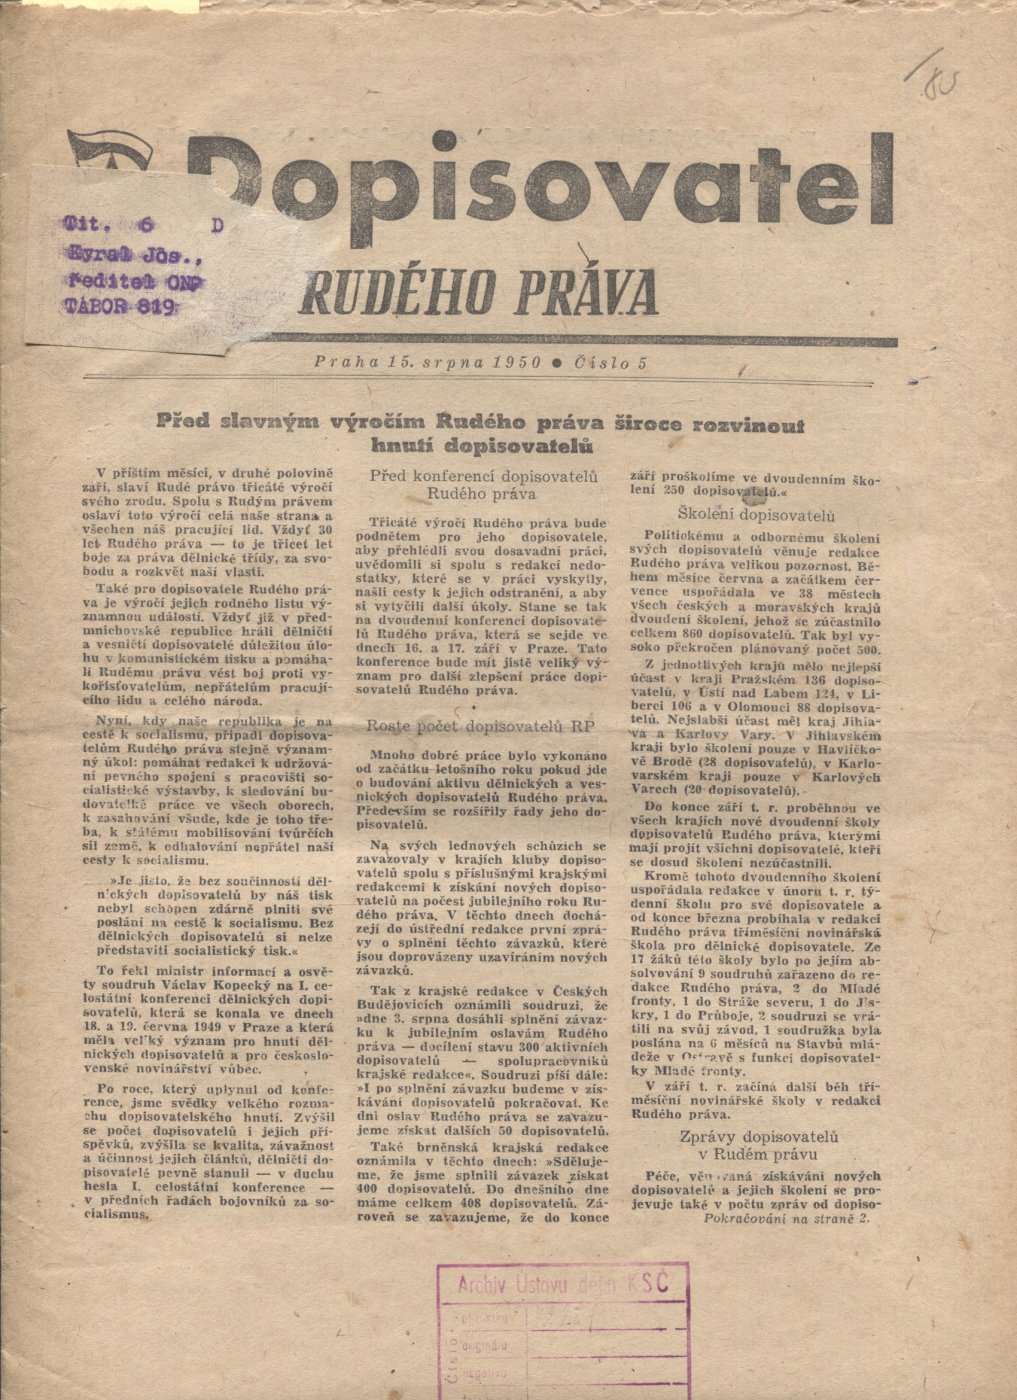 Dopisovatel
Tit. 6 D
Kyral Jos.,
ředitel ONP
TÁBOR 819
RUDÉHO PRÁVA
Praha 15. srpna 1950 ● Číslo 5
Před slavným výročím Rudého práva široce rozvinout
hnutí dopisovatelů
V příštím měsíci, v druhé polovině
září, slaví Rudé právo třicáté výročí
svého zrodu. Spolu s Rudým právem
oslaví toto výročí celá naše strana a
všechen náš pracující lid. Vždyť 30
let Rudého práva — to je třicet let
boje za práva dělnické třídy, za svo-
bodu a rozkvět naší vlasti.
Také pro dopisovatele Rudého prá-
va je výročí jejich rodného listu vý-
znamnou událostí. Vždyť již v před-
mnichovské republice hráli dělničtí
a vesničtí dopisovatelé důležitou úlo-
hu v komunistickém tisku a pomáha-
li Rudému právu vést boj proti vy-
kořisťovatelům, nepřátelům pracují-
cího lidu a celého národa.
Nyní, kdy naše republika je na
cestě k socialismu, připadl dopisova-
telům Rudého práva stejně význam-
ný úkol: pomáhat redakci k udržování
pevného spojení s pracovišti so-
cialistické výstavby, k sledování bu-
dovatelké práce ve všech oborech,
k zasahování všude, kde je toho tře-
ba, k stálému mobilisování tvůrčích
sil země, k odhalování nepřátel naší
cesty k socialismu.
»Je jisto, že bez součinnosti děl-
nických dopisovatelů by náš tisk
nebyl schopen zdárně plniti své
poslání na cestě k socialismu. Bez
dělnických dopisovatelů si nelze
představiti socialistický tisk.«
To řekl ministr informací a osvě-
ty soudruh Václav Kopecký na I. ce-
lostátní konferenci dělnických dopi-
sovatelů, která se konala ve dnech
18. a 19. června 1949 v Praze a která
měla velký význam pro hnutí děl-
nických dopisovatelů a pro českoslo-
venské novinářství vůbec.
Po roce, který uplynul od konfe-
rence, jsme svědky velkého rozma-
chu dopisovatelského hnutí. Zvýšil
se počet dopisovatelů i jejich pří-
spěvků, zvýšila se kvalita, závažnost
a účinnost jejich článků, dělničtí do-
pisovatelé pevně stanuli — v duchu
hesla I. celostátní konference —
v předních řadách bojovníků za so-
cialismus.
Před konferencí dopisovatelů
Rudého práva
Třicáté výročí Rudého práva bude
podnětem pro jeho dopisovatele,
aby přehlédli svou dosavadní práci,
uvědomili si spolu s redakcí nedo-
statky, které se v práci vyskytly,
našli cesty k jejich odstranění, a aby
si vytyčili další úkoly. Stane se tak
na dvoudenní konferenci dopisovate-
lů Rudého práva, která se sejde ve
dnech 16. a 17. září v Praze. Tato
konference bude mít jistě veliký vý-
znam pro další zlepšení práce dopi-
sovatelů Rudého práva.
Roste počet dopisovatelů RP
Mnoho dobré práce bylo vykonáno
od začátku letošního roku pokud jde
o budování aktivu dělnických a ves-
nických dopisovatelů Rudého práva.
Především se rozšířily řady jeho do-
pisovatelů.
Na svých lednových schůzích se
zavazovaly v krajích kluby dopiso-
vatelů spolu s příslušnými krajskými
redakcemi k získání nových dopiso-
vatelů na počest jubilejního roku Ru-
dého práva. V těchto dnech dochá-
zejí do ústřední redakce první zprá-
vy o splnění těchto závazků, které
jsou doprovázeny uzavíráním nových
závazků.
Tak z krajské redakce v Českých
Budějovicích oznámili soudruzi, že
»dne 3. srpna dosáhli splnění závaz-
ku k jubilejním oslavám Rudého
práva — docílení stavu 300 aktivních
dopisovatelů — spolupracovníků
krajské redakce«. Soudruzi píší dále:
»I po splnění závazku budeme v zís-
kávání dopisovatelů pokračovat. Ke
dni oslav Rudého práva se zavazu-
jeme získat dalších 50 dopisovatelů.
Také brněnská krajská redakce
oznámila v těchto dnech: »Sděluje-
me, že jsme splnili závazek získat
400 dopisovatelů. Do dnešního dne
máme celkem 408 dopisovatelů. Zá-
roveň se zavazujeme, že do konce
září proškolíme ve dvoudenním ško-
lení 250 dopisovatelů.«
Školení dopisovatelů
Politickému a odbornému školení
svých dopisovatelů věnuje redakce
Rudého práva velikou pozornost. Bě-
hem měsíce června a začátkem čer-
vence uspořádala ve 38 městech
všech českých a moravských krajů
dvoudení školení, jehož se zúčastnilo
celkem 860 dopisovatelů. Tak byl vy-
soko překročen plánovaný počet 500.
Z jednotlivých krajů mělo nejlepší
účast v kraji Pražském 136 dopiso-
vatelů, v Ústí nad Labem 124, v Li-
berci 106 a v Olomouci 88 dopisova-
telů. Nejslabší účast měl kraj Jihla-
va a Karlovy Vary. V Jihlavském
kraji bylo školení pouze v Havlíčko-
vě Brodě (28 dopisovatelů), v Karlo-
varském kraji pouze v Karlových
Varech (20 dopisovatelů).
Do konce září t. r. proběhnou ve
všech krajích nové dvoudenní školy
dopisovatelů Rudého práva, kterými
mají projít všichni dopisovatelé, kteří
se dosud školení nezúčastnili.
Kromě tohoto dvoudenního školení
uspořádala redakce v únoru t. r. tý-
denní školu pro své dopisovatele a
od konce března probíhala v redakci
Rudého práva tříměsíční novinářská
škola pro dělnické dopisovatele. Ze
17 žáků této školy bylo po jejím ab-
solvování 9 soudruhů zařazeno do re-
dakce Rudého práva, 2 do Mladé
fronty, 1 do Stráže severu, 1 do Jis-
kry, 1 do Průboje, 2 soudruzi se vrá-
tili na svůj závod, 1 soudružka byla
poslána na 6 měsíců na Stavbů mlá-
deže v Ostravě s funkcí dopisovatel-
ky Mladé fronty.
V září t. r. začíná další běh tří-
měsíční novinářské školy v redakci
Rudého práva.
Zprávy dopisovatelů
v Rudém právu
Péče, věnovaná získávání nových
dopisovatelů a jejich školení se pro-
jevuje také v počtu zpráv od dopiso-
Pokračování na straně 2.
Archiv Ústavu dějin KSČ
Číslo
originálu
negativu